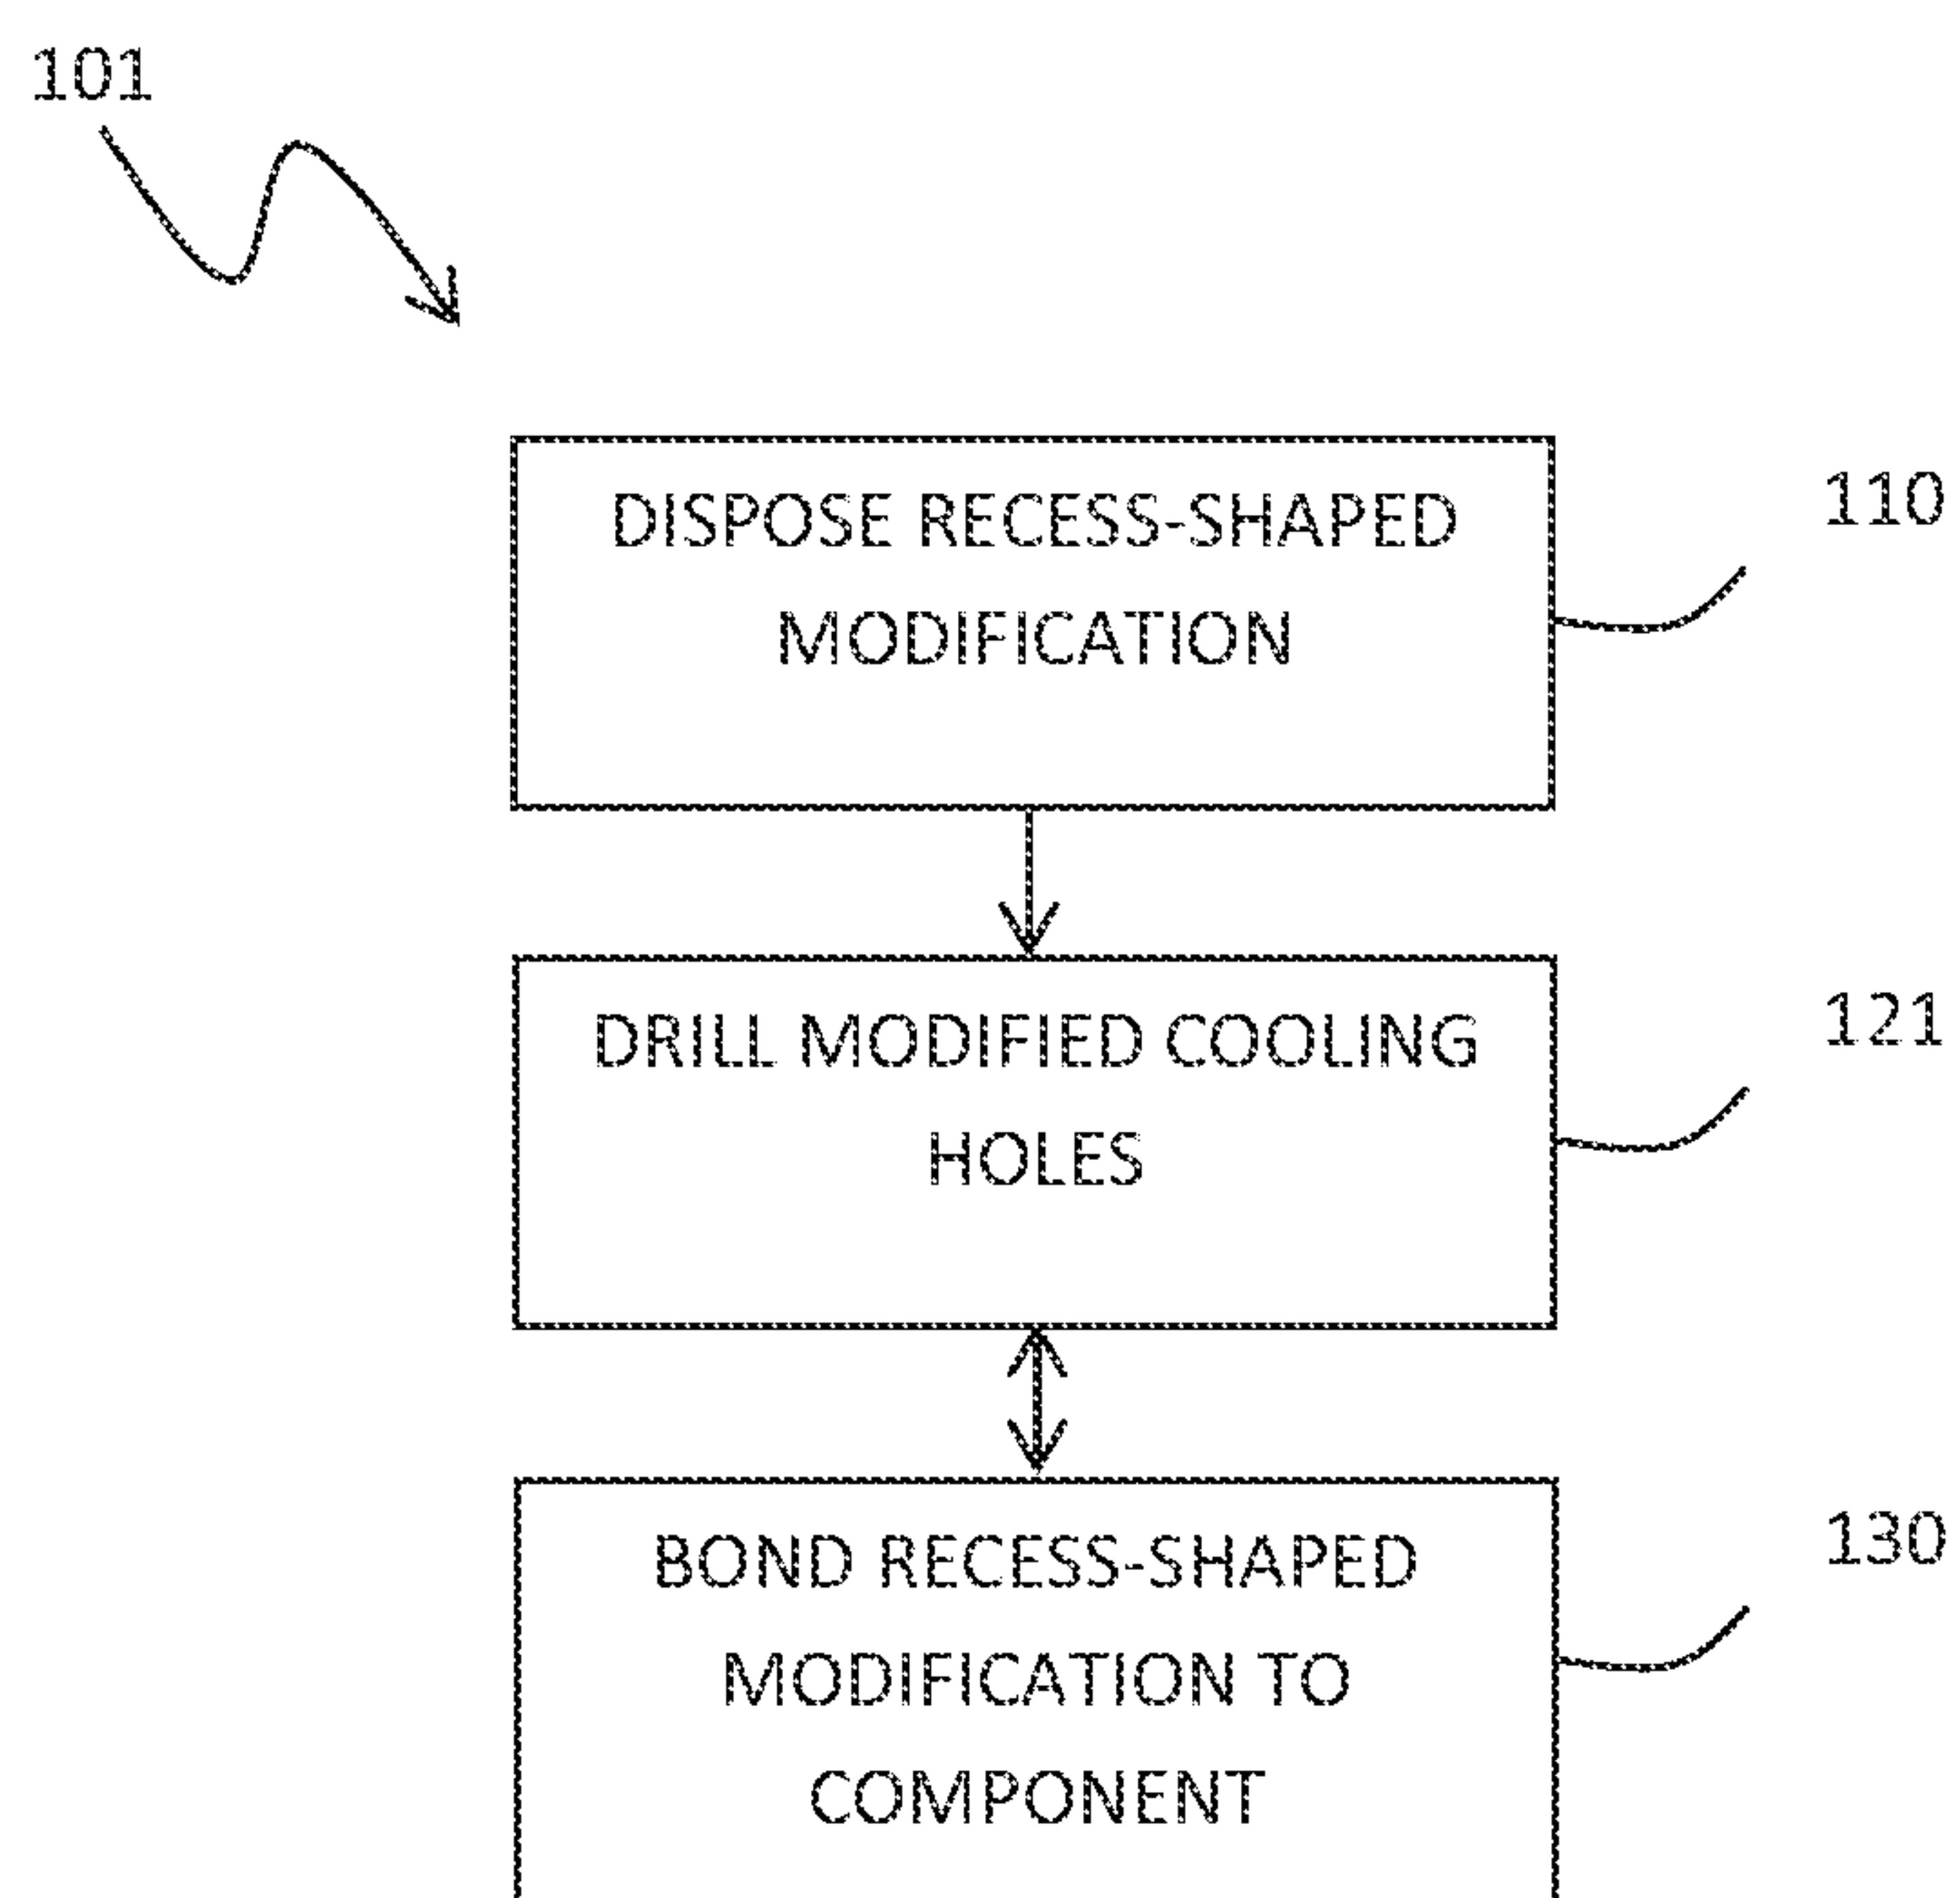 101
DISPOSE RECESS-SHAPED
MODIFICATION
110
DRILL MODIFIED COOLING
HOLES
121
BOND RECESS-SHAPED
MODIFICATION TO
COMPONENT
130